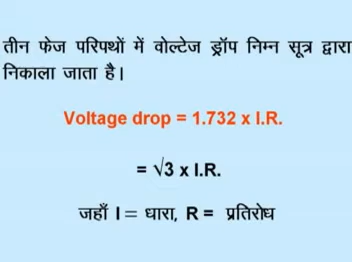 तीन फेज परिपथों में वोल्टेज ड्रॉप निम्न सूत्र द्वारा
निकाला जाता है।
Voltage drop = 1.732 x I.R.
= √3 x I.R.
जहाँ I = धारा, R = प्रतिरोध